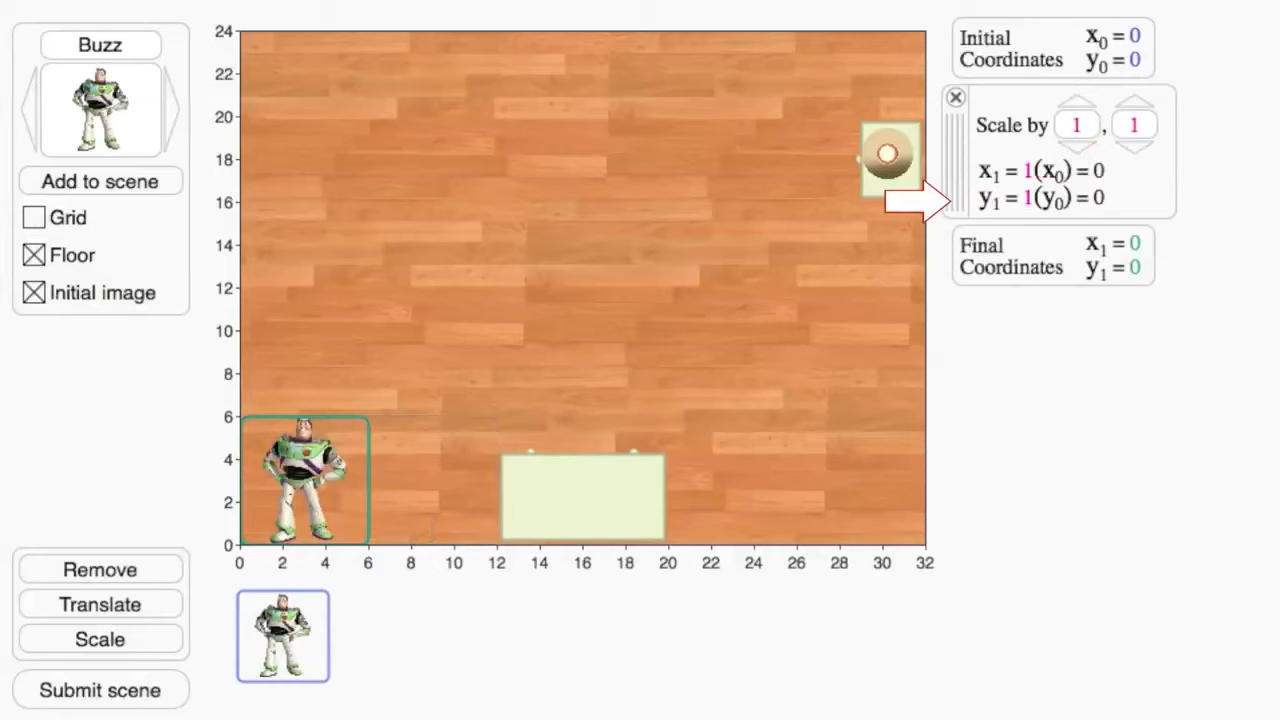 Buzz
Add to scene
Grid
Floor
Initial image
Remove
Translate
Scale
Submit scene
24
22
20
18
16
14
12
10
8
6
4
2
0
0 2 4 6 8 10 12 14 16 18 20 22 24 26 28 30 32
Initial x₀ = 0
Coordinates y₀ = 0
Scale by 1 , 1
x₁ = 1(x₀) = 0
y₁ = 1(y₀) = 0
Final x₁ = 0
Coordinates y₁ = 0